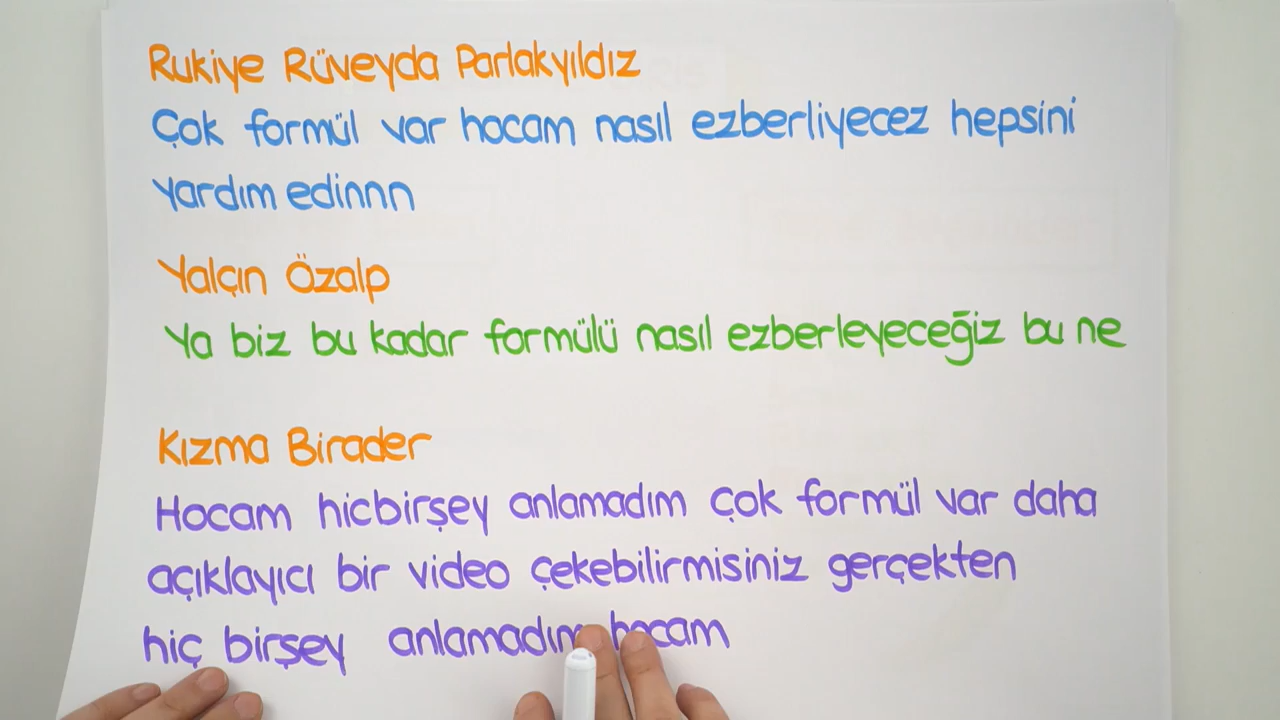 Rukiye Rüveyda Parlakyıldız
Çok formül var hocam nasıl ezberliyecez hepsini
yardım edinnn
Yalçın Özalp
Ya biz bu kadar formülü nasıl ezberleyeceğiz bu ne
Kızma Birader
Hocam hicbirşey anlamadım çok formül var daha
açıklayıcı bir video çekebilirmisiniz gerçekten
hiç birşey anlamadım hocam